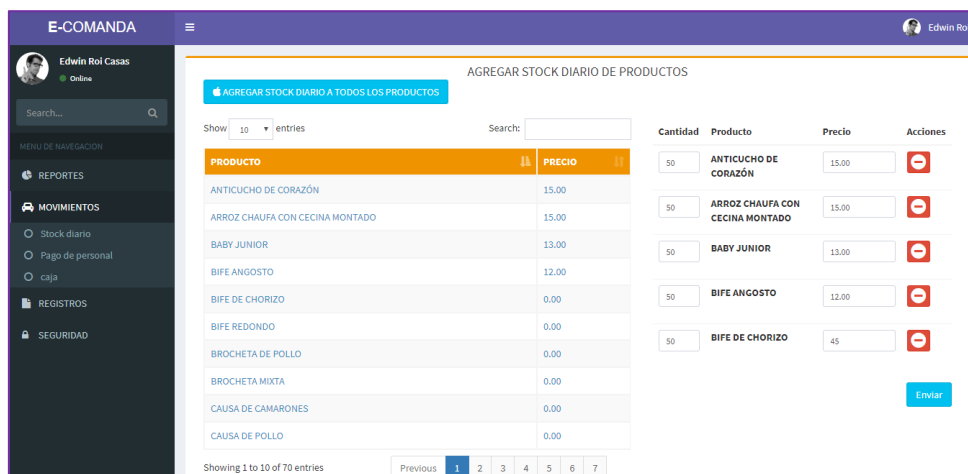 E-COMANDA
Edwin Ro
Edwin Roi Casas
Online
Search...
MENU DE NAVEGACION
REPORTES
MOVIMIENTOS
Stock diario
Pago de personal
caja
REGISTROS
SEGURIDAD
AGREGAR STOCK DIARIO DE PRODUCTOS
AGREGAR STOCK DIARIO A TODOS LOS PRODUCTOS
Show 10 entries Search:
PRODUCTO PRECIO
ANTICUCHO DE CORAZÓN 15.00
ARROZ CHAUFA CON CECINA MONTADO 15.00
BABY JUNIOR 13.00
BIFE ANGOSTO 12.00
BIFE DE CHORIZO 0.00
BIFE REDONDO 0.00
BROCHETA DE POLLO 0.00
BROCHETA MIXTA 0.00
CAUSA DE CAMARONES 0.00
CAUSA DE POLLO 0.00
Showing 1 to 10 of 70 entries Previous 1 2 3 4 5 6 7
Cantidad Producto Precio Acciones
50 ANTICUCHO DE 15.00
CORAZÓN
50 ARROZ CHAUFA CON 15.00
CECINA MONTADO
50 BABY JUNIOR 13.00
50 BIFE ANGOSTO 12.00
50 BIFE DE CHORIZO 45
Enviar